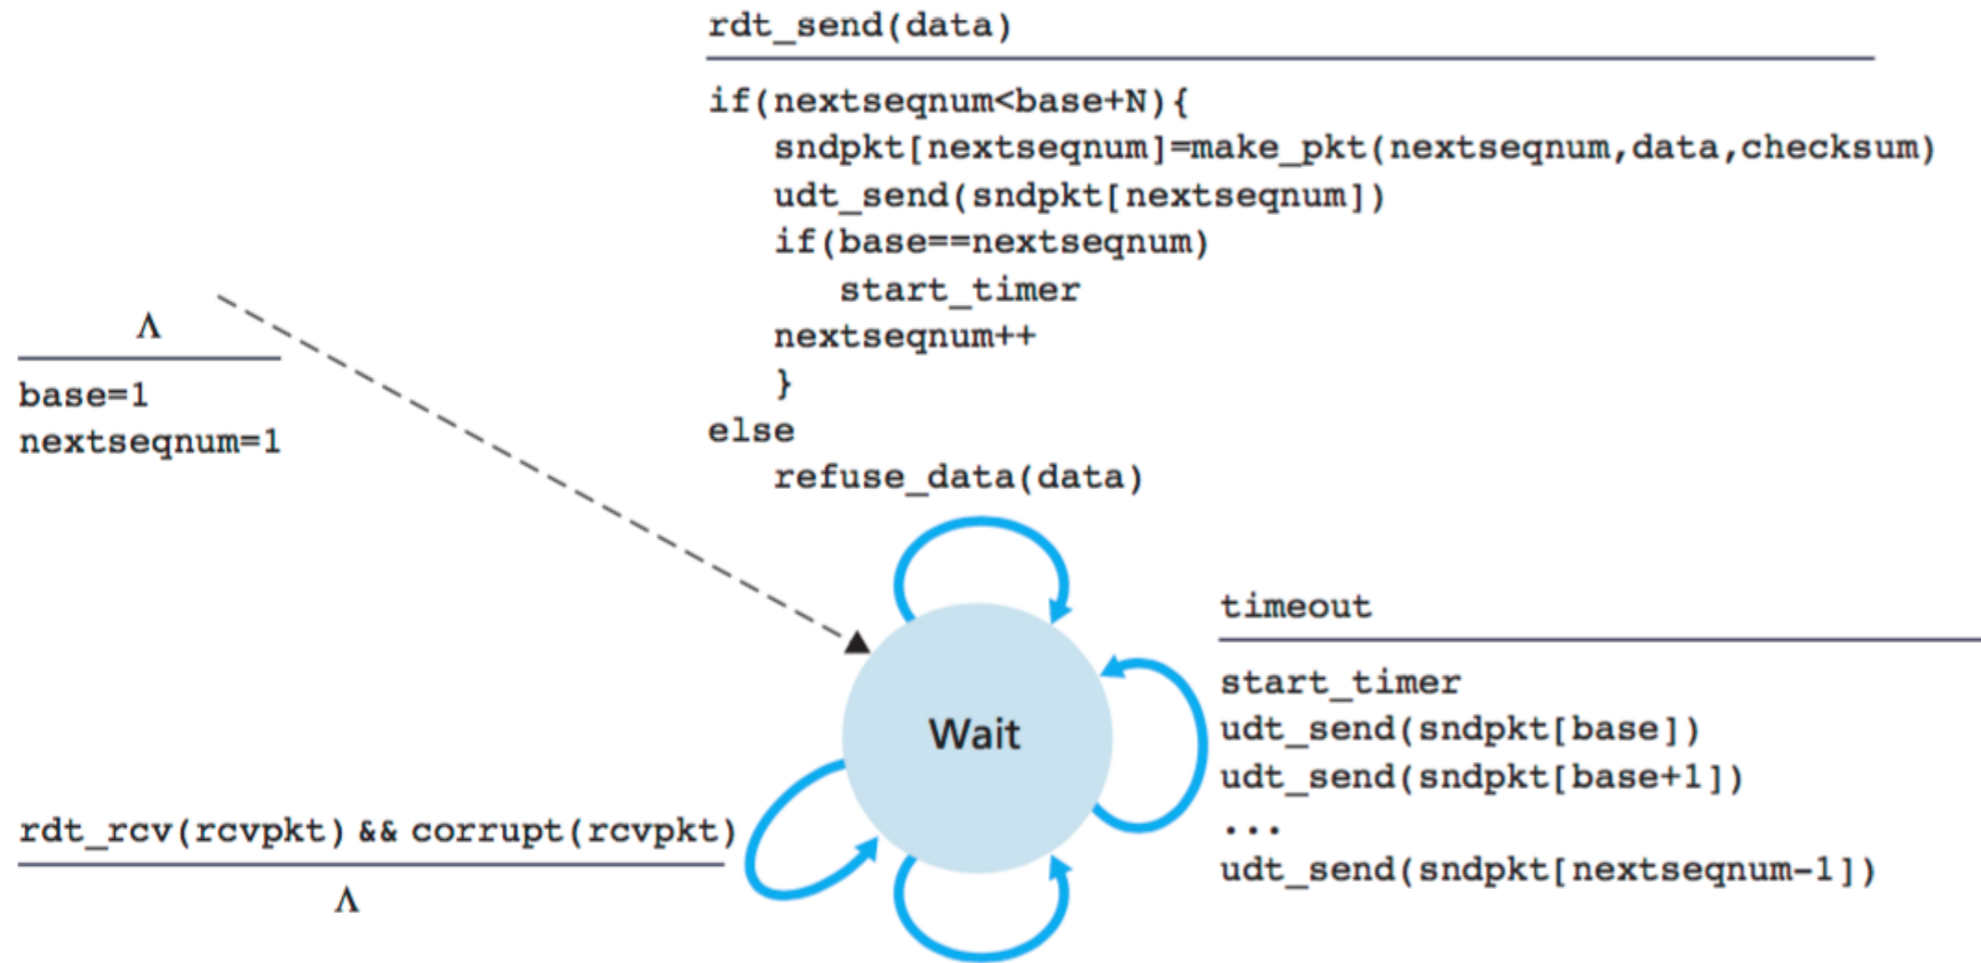 rdt_send(data)
if(nextseqnum<base+N){
sndpkt[nextseqnum]=make_pkt(nextseqnum,data,checksum)
udt_send(sndpkt[nextseqnum])
if(base==nextseqnum)
start_timer
nextseqnum++
}
else
refuse_data(data)
Λ
base=1
nextseqnum=1
timeout
start_timer
udt_send(sndpkt[base])
udt_send(sndpkt[base+1])
...
udt_send(sndpkt[nextseqnum-1])
Wait
rdt_rcv(rcvpkt) && corrupt(rcvpkt)
Λ